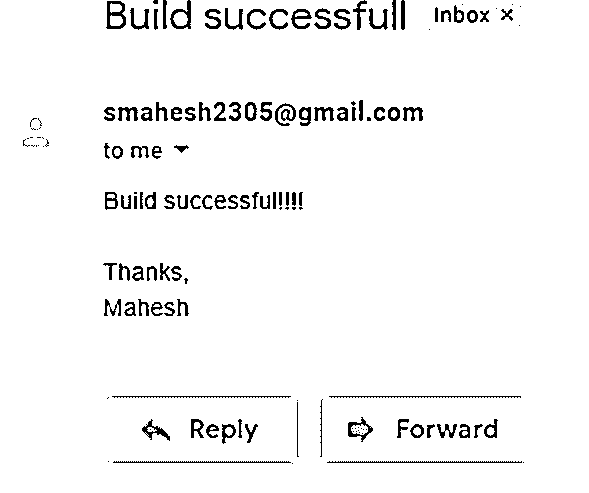 Build successfull Inbox ×
smahesh2305@gmail.com
to me
Build successful!!!!
Thanks,
Mahesh
Reply Forward